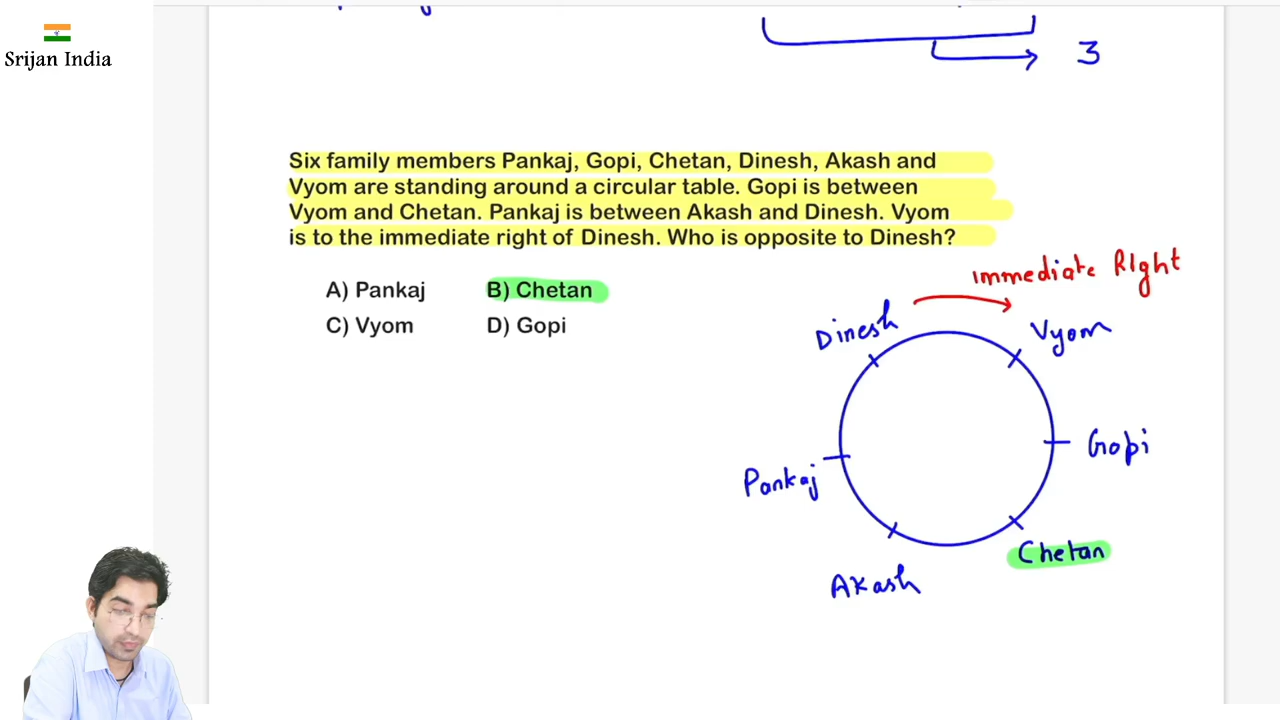 Srijan India
3
Six family members Pankaj, Gopi, Chetan, Dinesh, Akash and
Vyom are standing around a circular table. Gopi is between
Vyom and Chetan. Pankaj is between Akash and Dinesh. Vyom
is to the immediate right of Dinesh. Who is opposite to Dinesh?
A) Pankaj B) Chetan
C) Vyom D) Gopi
Immediate RIght
Dinesh
Vyom
Gopi
Pankaj
Chetan
Akash